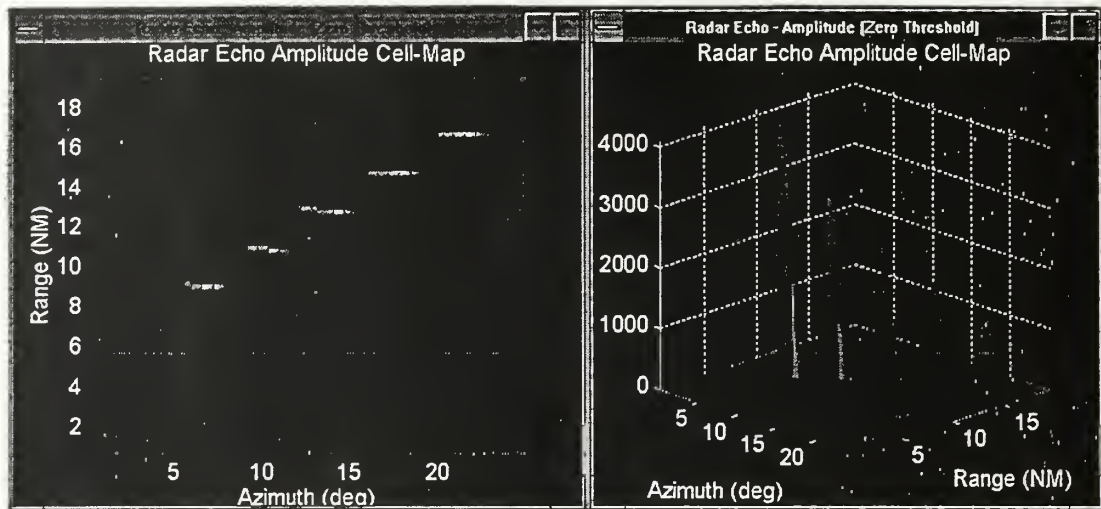 Radar Echo Amplitude Cell-Map
18
16
14
12
10
8
6
4
2
Range (NM)
5 10 15 20
Azimuth (deg)
Radar Echo - Amplitude [Zero Threshold]
Radar Echo Amplitude Cell-Map
4000
3000
2000
1000
0
5
10
15
20
5
10
15
Azimuth (deg)
Range (NM)